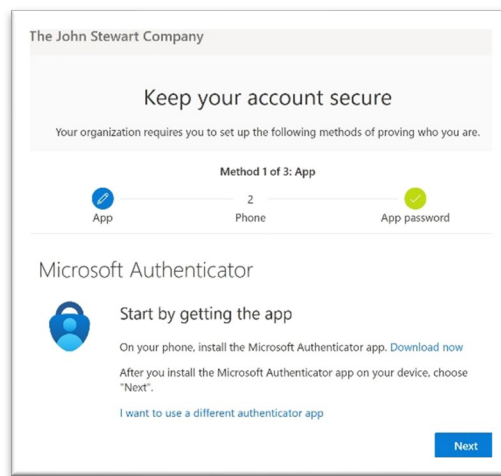 The John Stewart Company
Keep your account secure
Your organization requires you to set up the following methods of proving who you are.
Method 1 of 3: App
2
App
Phone
App password
Microsoft Authenticator
Start by getting the app
On your phone, install the Microsoft Authenticator app. Download now
After you install the Microsoft Authenticator app on your device, choose
"Next".
I want to use a different authenticator app
Next